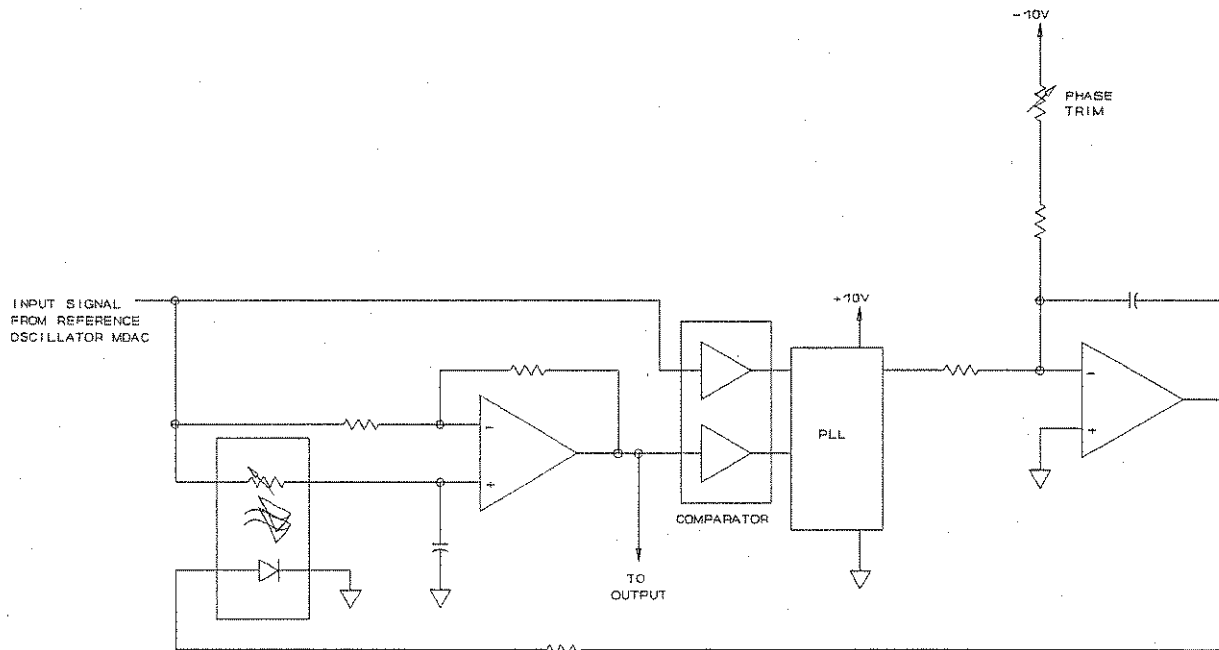 -10V
PHASE
TRIM
INPUT SIGNAL
FROM REFERENCE
OSCILLATOR MDAC
+10V
-
+
PLL
-
+
COMPARATOR
TO
OUTPUT